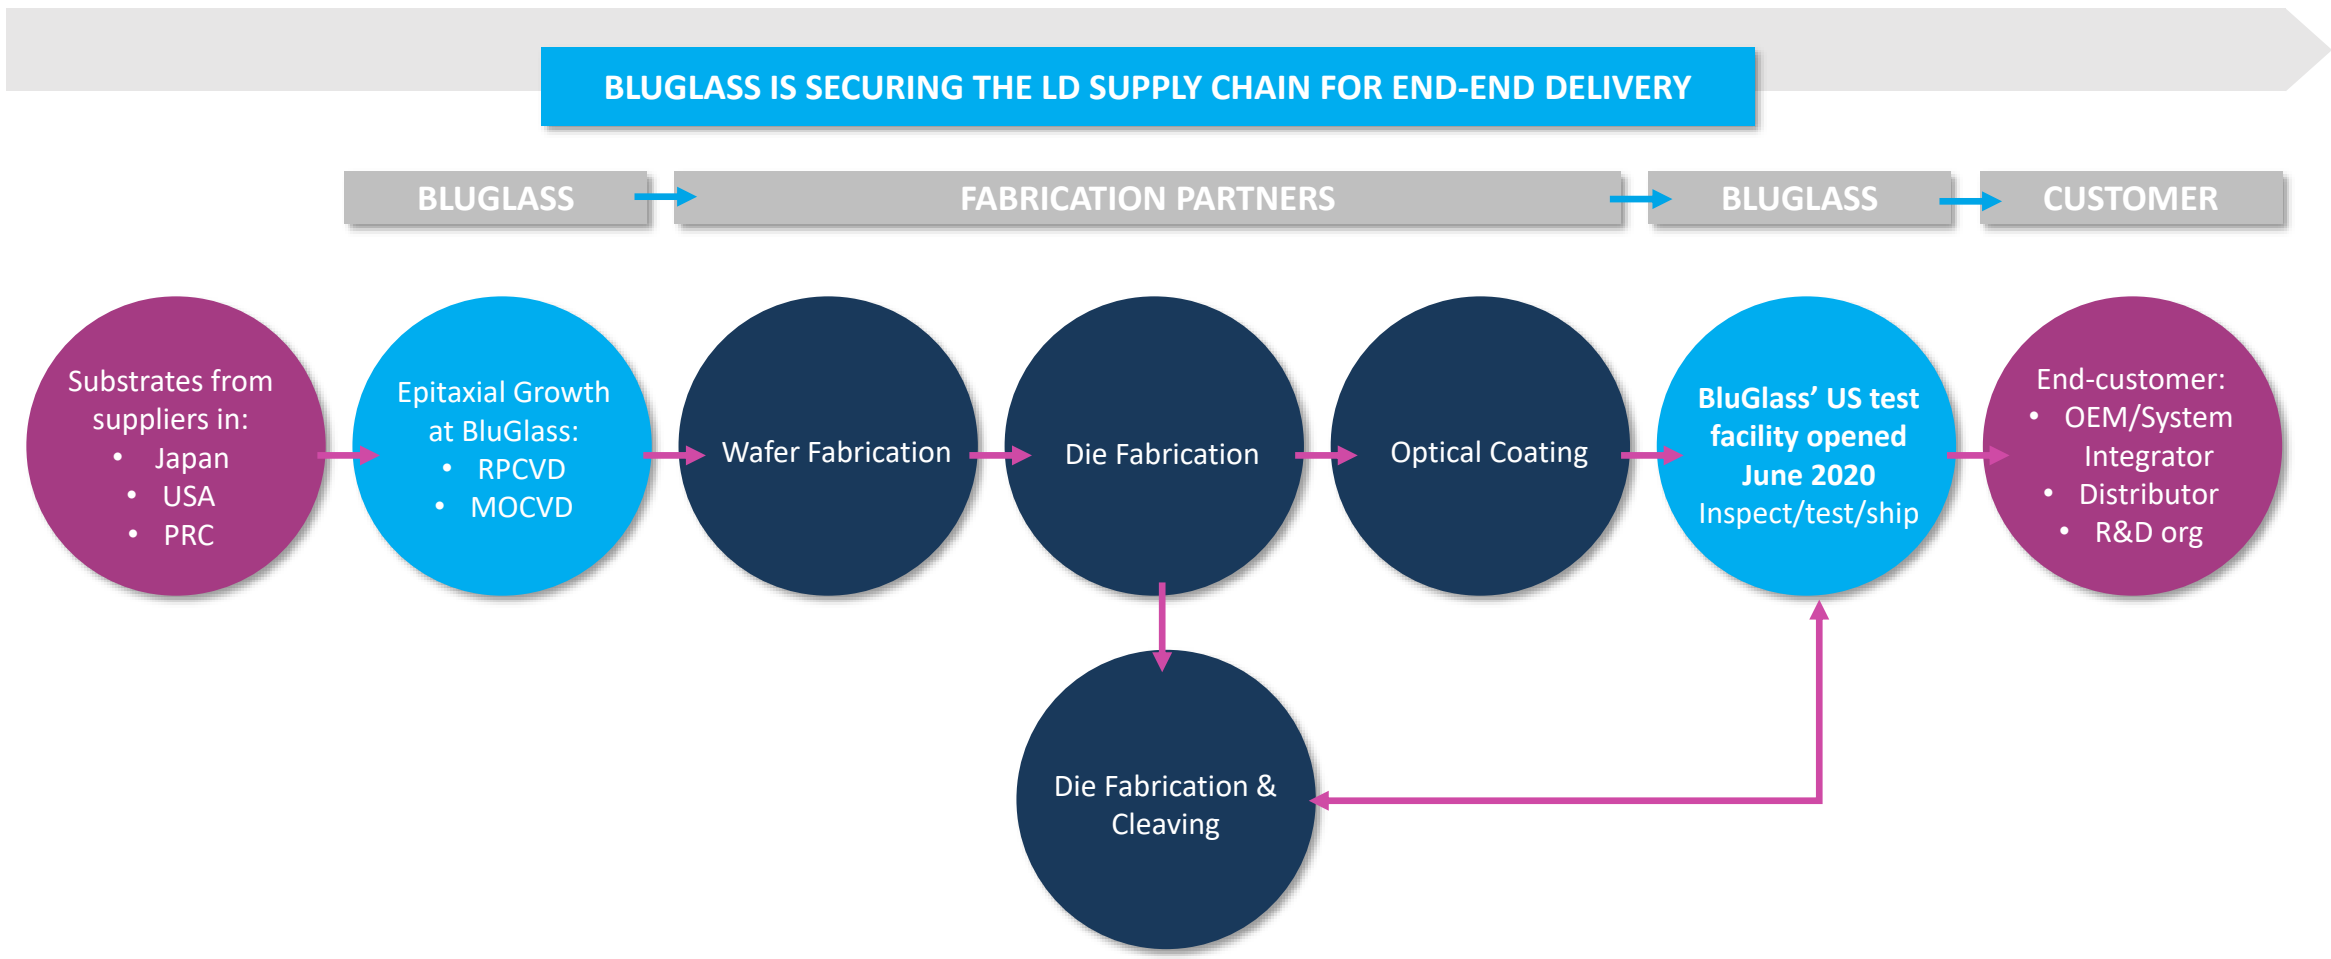 BLUGLASS IS SECURING THE LD SUPPLY CHAIN FOR END-END DELIVERY
BLUGLASS
FABRICATION PARTNERS
BLUGLASS
CUSTOMER
Substrates from
suppliers in:
• Japan
• USA
• PRC
Epitaxial Growth
at BluGlass:
• RPCVD
• MOCVD
Wafer Fabrication
Die Fabrication
Optical Coating
BluGlass’ US test
facility opened
June 2020
Inspect/test/ship
End-customer:
• OEM/System
Integrator
• Distributor
• R&D org
Die Fabrication &
Cleaving